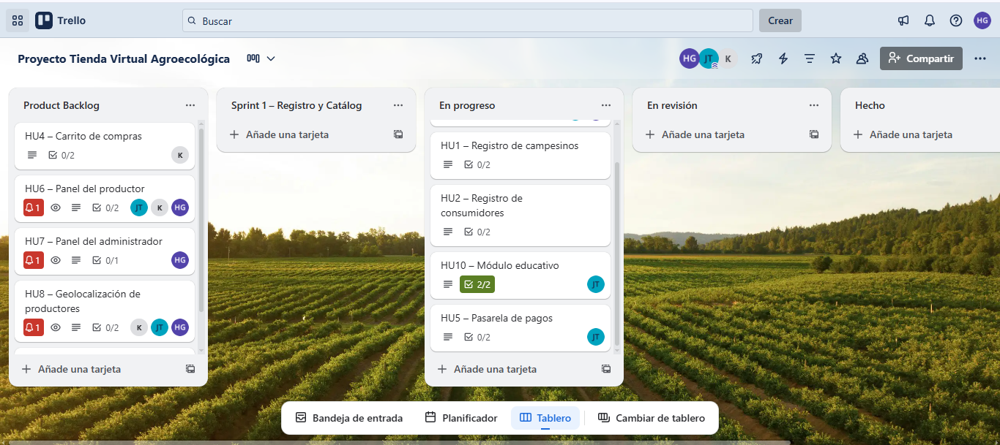 Trello
Buscar
Crear
HG
Proyecto Tienda Virtual Agroecológica
HG
JT
K
Compartir
Product Backlog
HU4 – Carrito de compras
0/2
K
HU6 – Panel del productor
1
0/2
JT
K
HG
HU7 – Panel del administrador
1
0/1
HG
HU8 – Geolocalización de
productores
1
0/2
K
JT
HG
Añade una tarjeta
Sprint 1 – Registro y Catálog
Añade una tarjeta
En progreso
HU1 – Registro de campesinos
0/2
HU2 – Registro de
consumidores
0/2
HU10 – Módulo educativo
2/2
JT
HU5 – Pasarela de pagos
0/2
JT
Añade una tarjeta
En revisión
Añade una tarjeta
Hecho
Añade una tarjeta
Bandeja de entrada
Planificador
Tablero
Cambiar de tablero